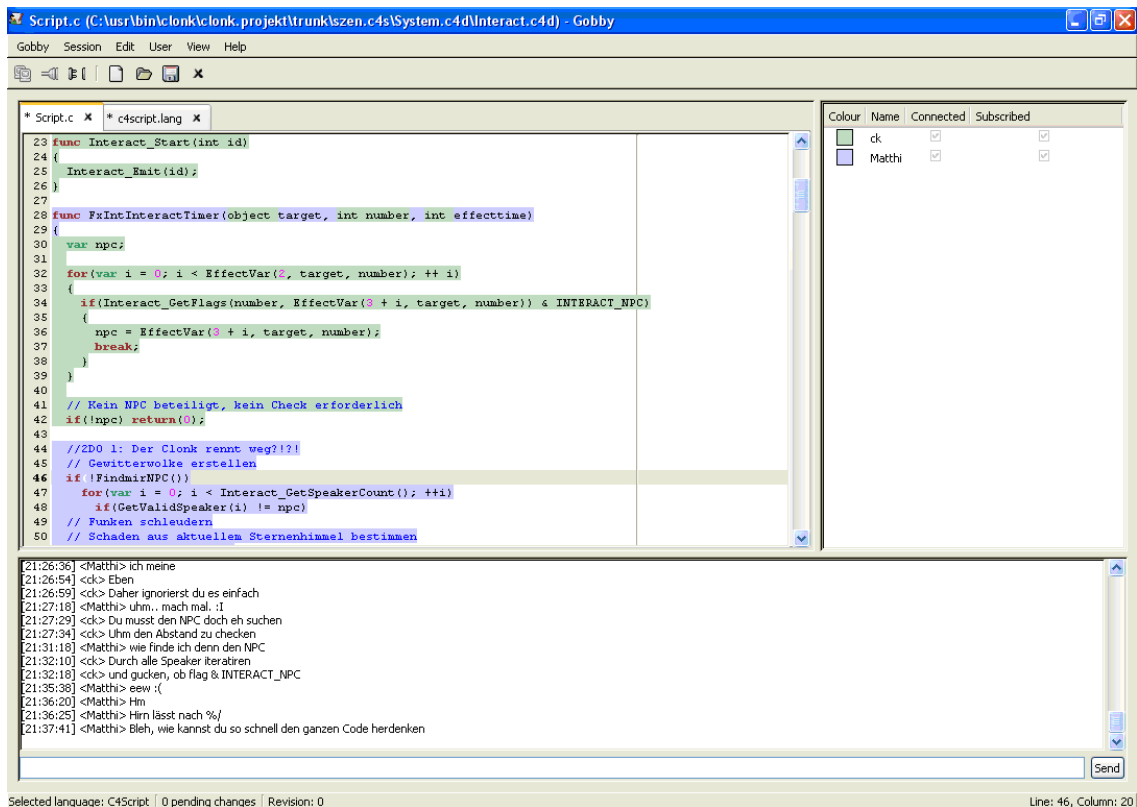 Script.c (C:\usr\bin\clonk\clonk.projekt\trunk\szen.c4s\System.c4d\Interact.c4d) - Gobby
Gobby Session Edit User View Help
* Script.c * c4script.lang
23 func Interact_Start(int id)
24 {
25 Interact_Emit(id);
26 }
27
28 func FxIntInteractTimer(object target, int number, int effecttime)
29 {
30 var npc;
31
32 for(var i = 0; i < EffectVar(2, target, number); ++ i)
33 {
34 if(Interact_GetFlags(number, EffectVar(3 + i, target, number)) & INTERACT_NPC)
35 {
36 npc = EffectVar(3 + i, target, number);
37 break;
38 }
39 }
40
41 // Kein NPC beteiligt, kein Check erforderlich
42 if(!npc) return(0);
43
44 //2DO 1: Der Clonk rennt weg?!?!
45 // Gewitterwolke erstellen
46 if(!FindmirNPC())
47 for(var i = 0; i < Interact_GetSpeakerCount(); ++i)
48 if(GetValidSpeaker(i) != npc)
49 // Funken schleudern
50 // Schaden aus aktuellem Sternenhimmel bestimmen
Colour Name Connected Subscribed
ck
Matthi
[21:26:36] <Matthi> ich meine
[21:26:54] <ck> Eben
[21:26:59] <ck> Daher ignorierst du es einfach
[21:27:18] <Matthi> uhm.. mach mal. :I
[21:27:29] <ck> Du musst den NPC doch eh suchen
[21:27:34] <ck> Uhm den Abstand zu checken
[21:31:18] <Matthi> wie finde ich denn den NPC
[21:32:10] <ck> Durch alle Speaker iteratiren
[21:32:18] <ck> und gucken, ob flag & INTERACT_NPC
[21:35:38] <Matthi> eew :(
[21:36:20] <Matthi> Hm
[21:36:25] <Matthi> Hirn lässt nach %/
[21:37:41] <Matthi> Bleh, wie kannst du so schnell den ganzen Code herdenken
Send
Selected language: C4Script 0 pending changes Revision: 0 Line: 46, Column: 20